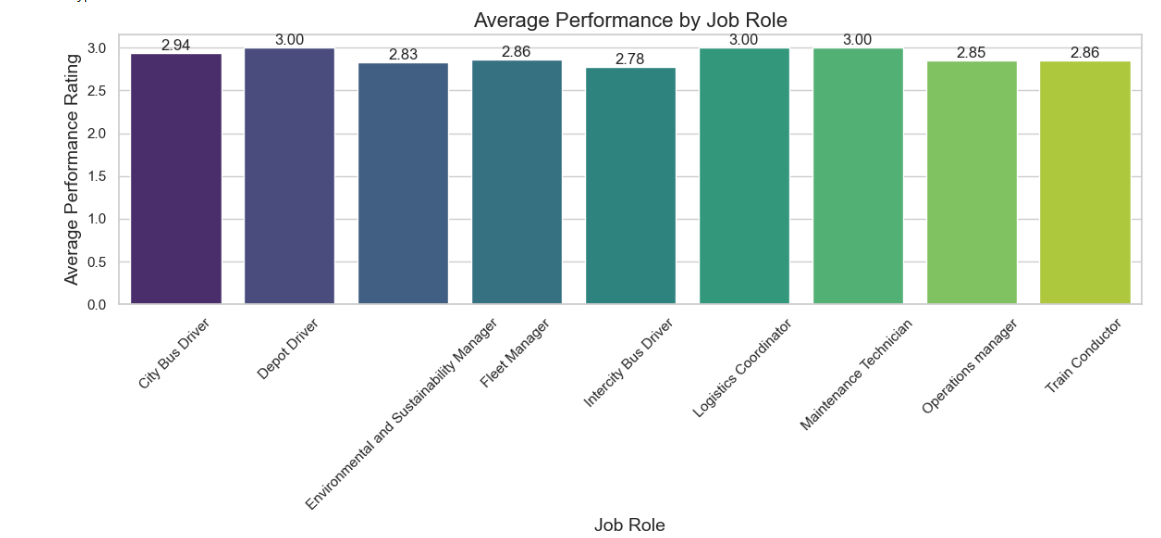 Average Performance by Job Role
Average Performance Rating
3.0
2.5
2.0
1.5
1.0
0.5
0.0
2.94
3.00
2.83
2.86
2.78
3.00
3.00
2.85
2.86
City Bus Driver
Depot Driver
Environmental and Sustainability Manager
Fleet Manager
Intercity Bus Driver
Logistics Coordinator
Maintenance Technician
Operations manager
Train Conductor
Job Role